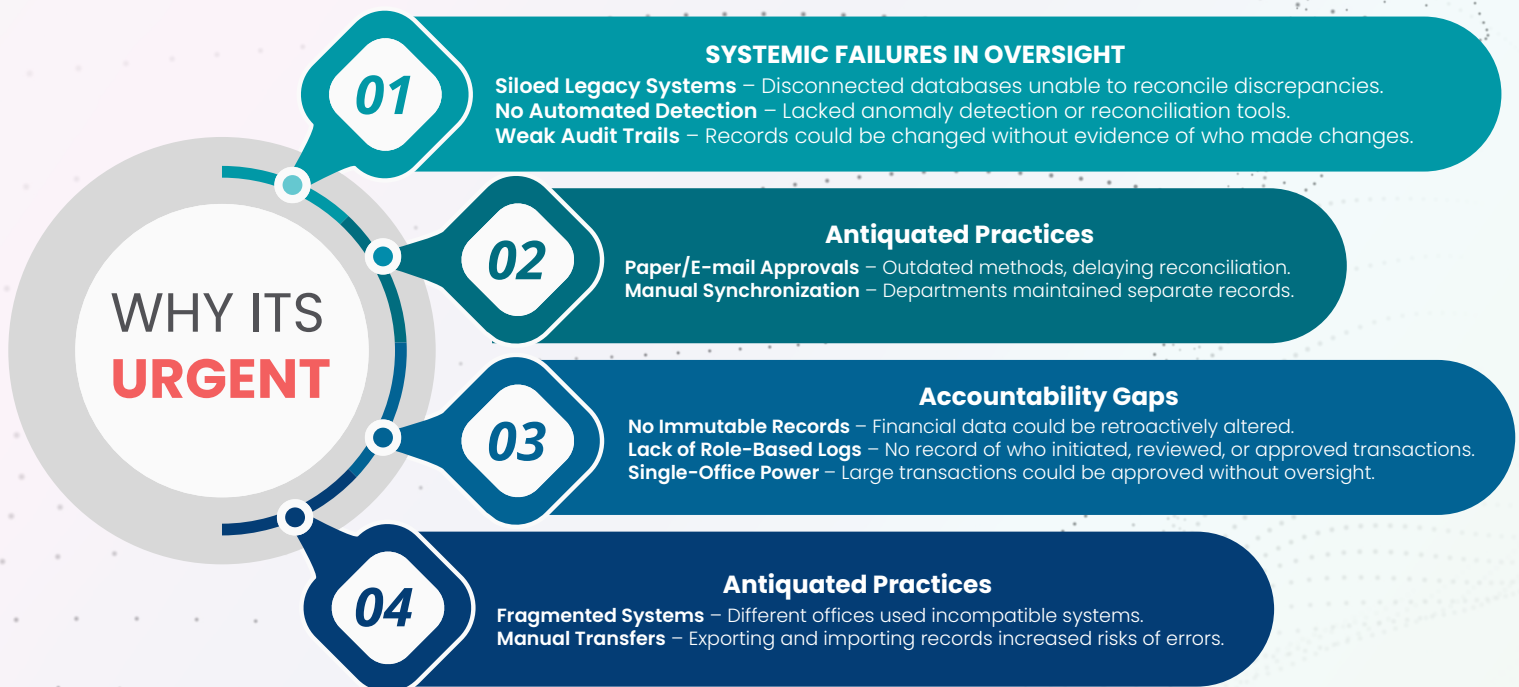 WHY ITS
URGENT
01
SYSTEMIC FAILURES IN OVERSIGHT
Siloed Legacy Systems – Disconnected databases unable to reconcile discrepancies.
No Automated Detection – Lacked anomaly detection or reconciliation tools.
Weak Audit Trails – Records could be changed without evidence of who made changes.
02
Antiquated Practices
Paper/E-mail Approvals – Outdated methods, delaying reconciliation.
Manual Synchronization – Departments maintained separate records.
03
Accountability Gaps
No Immutable Records – Financial data could be retroactively altered.
Lack of Role-Based Logs – No record of who initiated, reviewed, or approved transactions.
Single-Office Power – Large transactions could be approved without oversight.
04
Antiquated Practices
Fragmented Systems – Different offices used incompatible systems.
Manual Transfers – Exporting and importing records increased risks of errors.